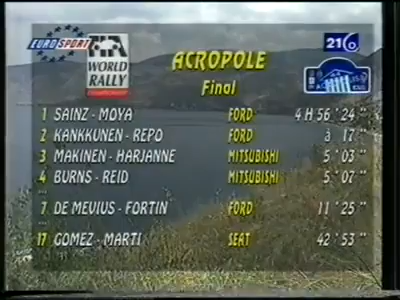 EUROSPORT
WORLD
RALLY
ACROPOLE
Final
21
1 SAINZ - MOYA FORD 4 H 56 ' 24 "
2 KANKKUNEN - REPO FORD à 17 "
3 MAKINEN - HARJANNE MITSUBISHI 5 ' 03 "
4 BURNS - REID MITSUBISHI 5 ' 07 "
...
7 DE MEVIUS - FORTIN FORD 11 ' 25 "
...
17 GOMEZ - MARTI SEAT 42 ' 53 "